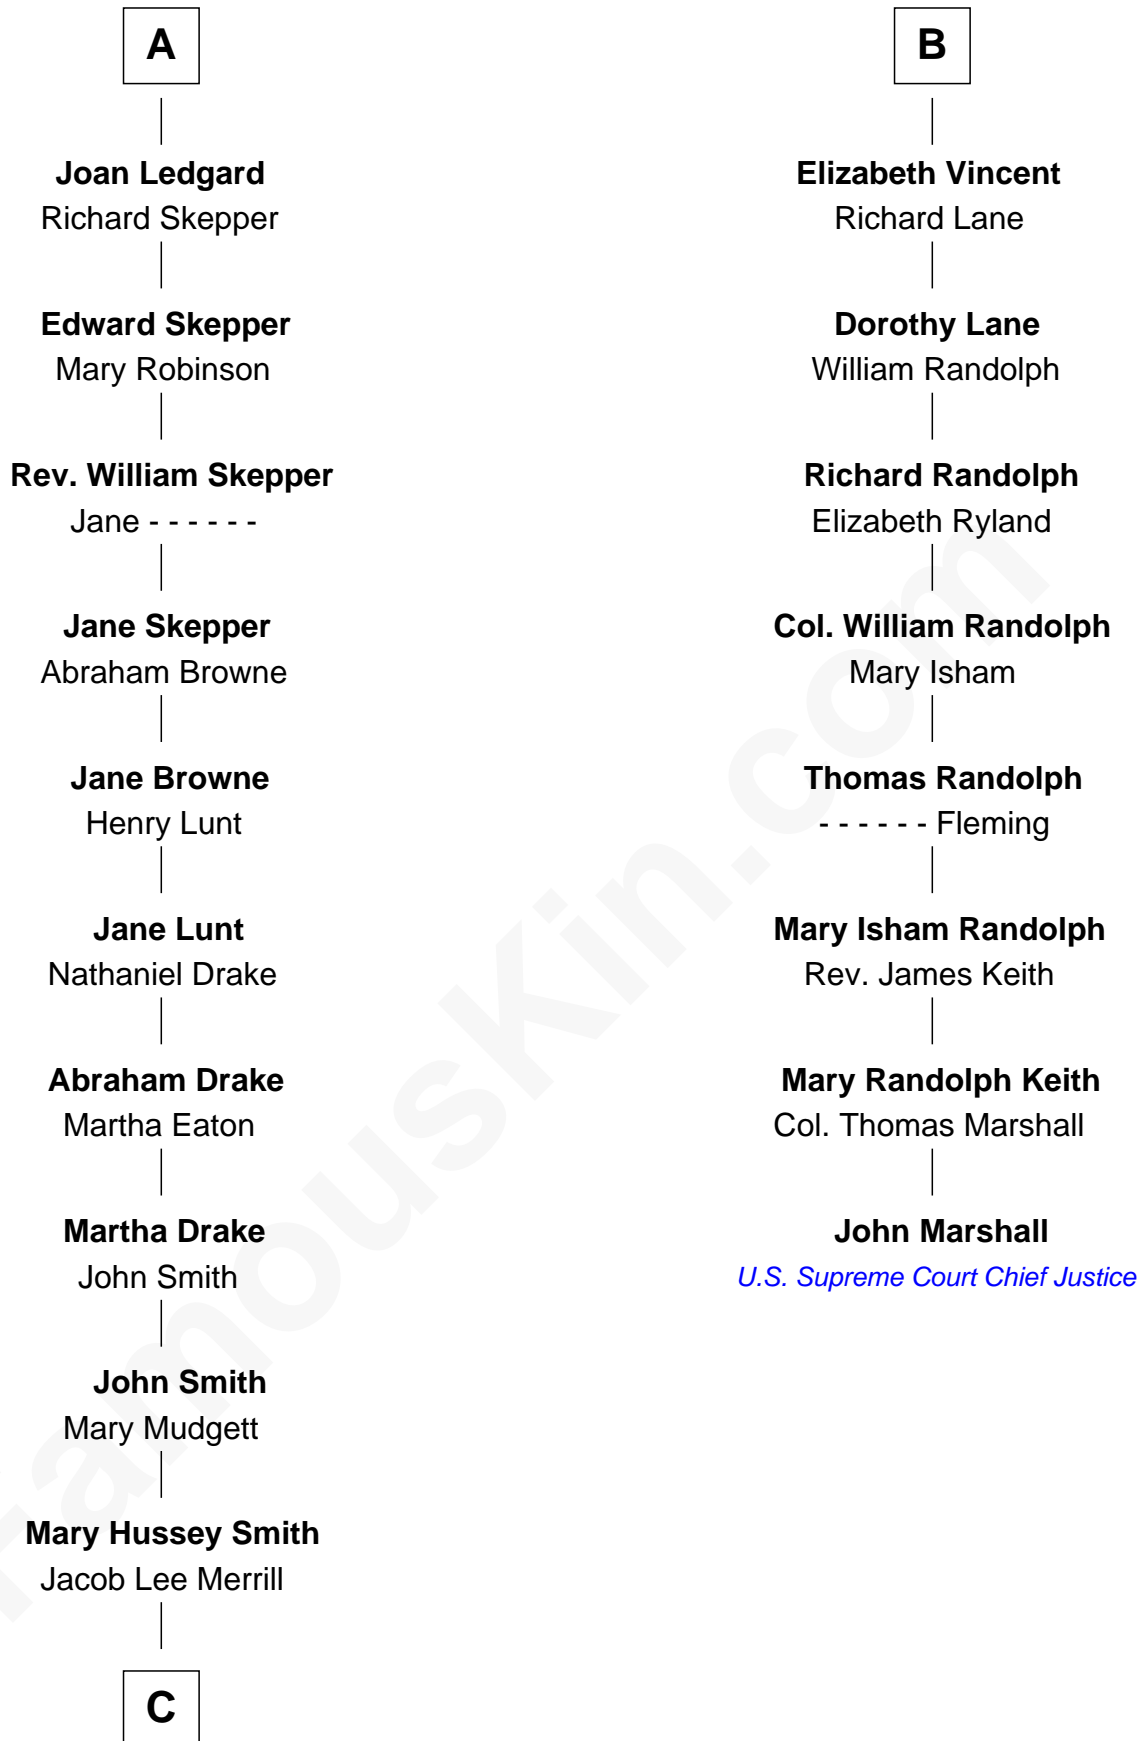 A
Joan Ledgard
Richard Skepper
Edward Skepper
Mary Robinson
Rev. William Skepper
Jane - - - - - -
Jane Skepper
Abraham Browne
Jane Browne
Henry Lunt
Jane Lunt
Nathaniel Drake
Abraham Drake
Martha Eaton
Martha Drake
John Smith
John Smith
Mary Mudgett
Mary Hussey Smith
Jacob Lee Merrill
C
B
Elizabeth Vincent
Richard Lane
Dorothy Lane
William Randolph
Richard Randolph
Elizabeth Ryland
Col. William Randolph
Mary Isham
Thomas Randolph
- - - - - - Fleming
Mary Isham Randolph
Rev. James Keith
Mary Randolph Keith
Col. Thomas Marshall
John Marshall
U.S. Supreme Court Chief Justice
FamousKin.com